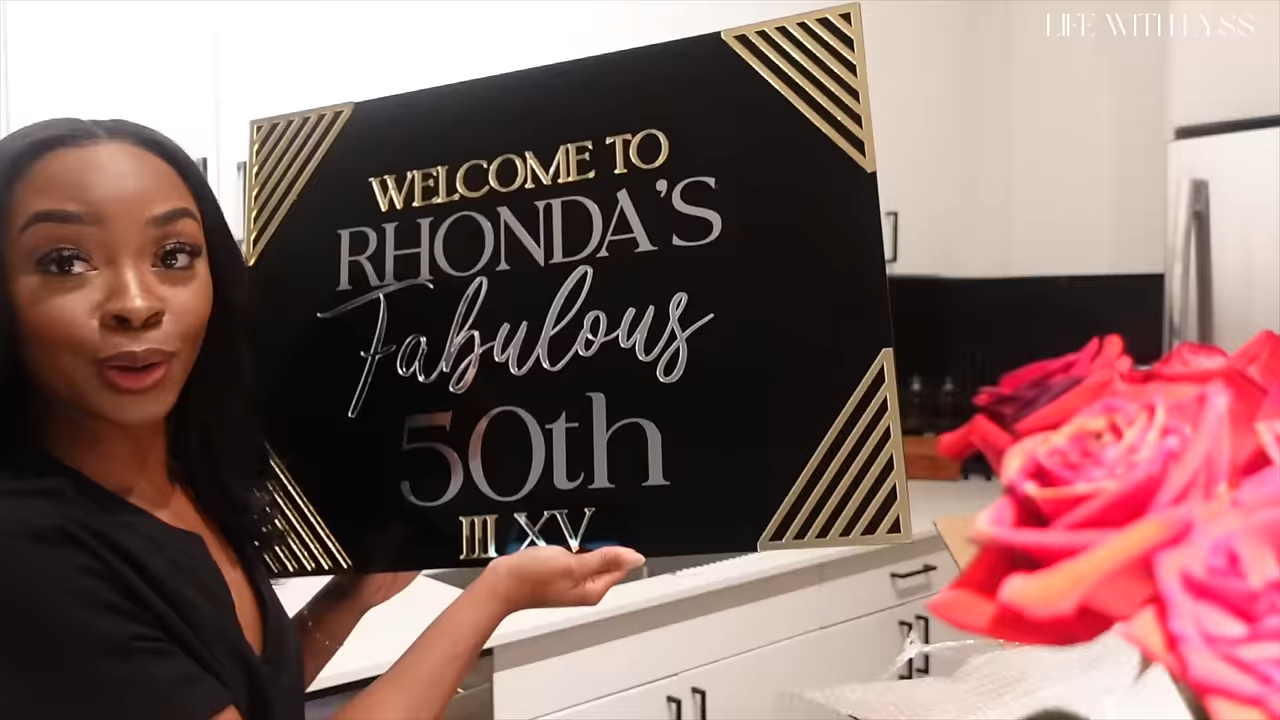 LIFE WITH LYSS
WELCOME TO
RHONDA'S
Fabulous
50th
III XV